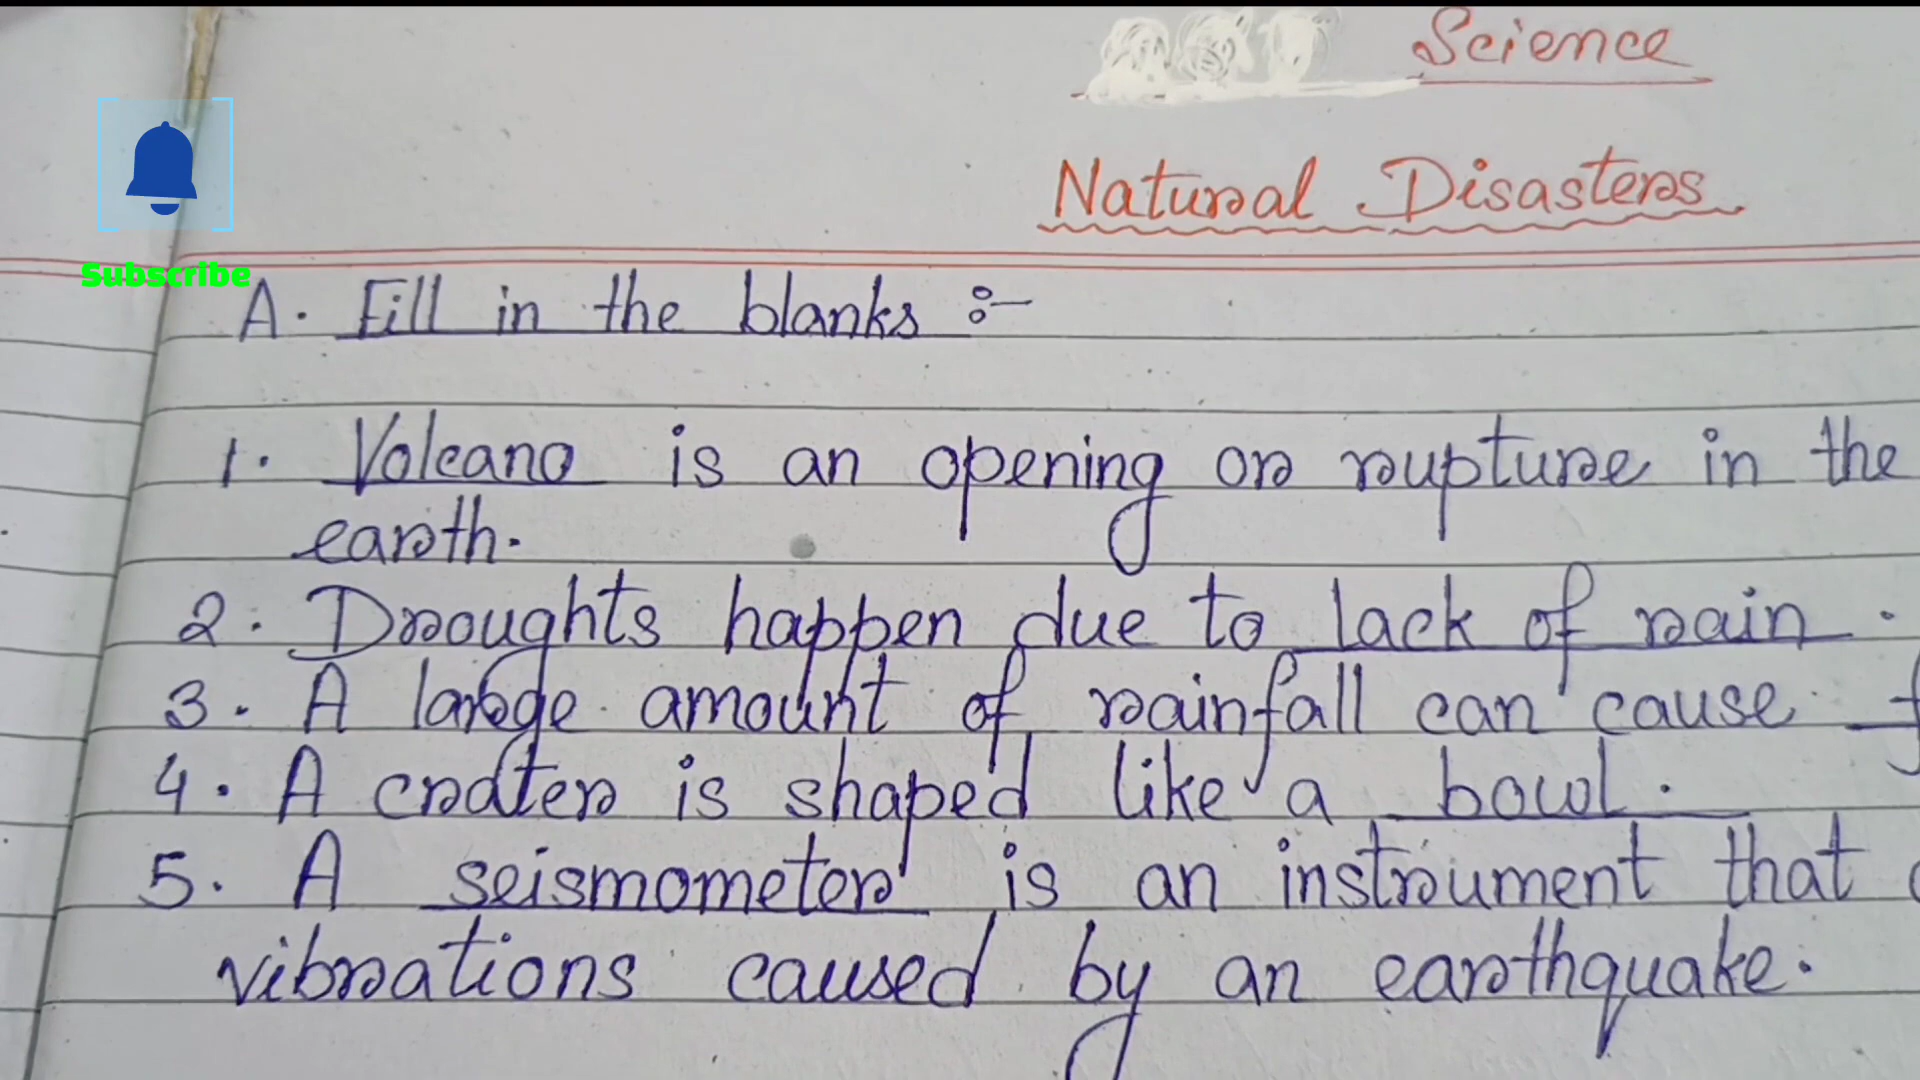 Science
Natural Disasters
Subscribe
A. Fill in the blanks :-
1. Volcano is an opening or rupture in the
earth.
2. Droughts happen due to lack of rain.
3. A large amount of rainfall can cause
4. A crater is shaped like a bowl.
5. A seismometer is an instrument that
vibrations caused by an earthquake.